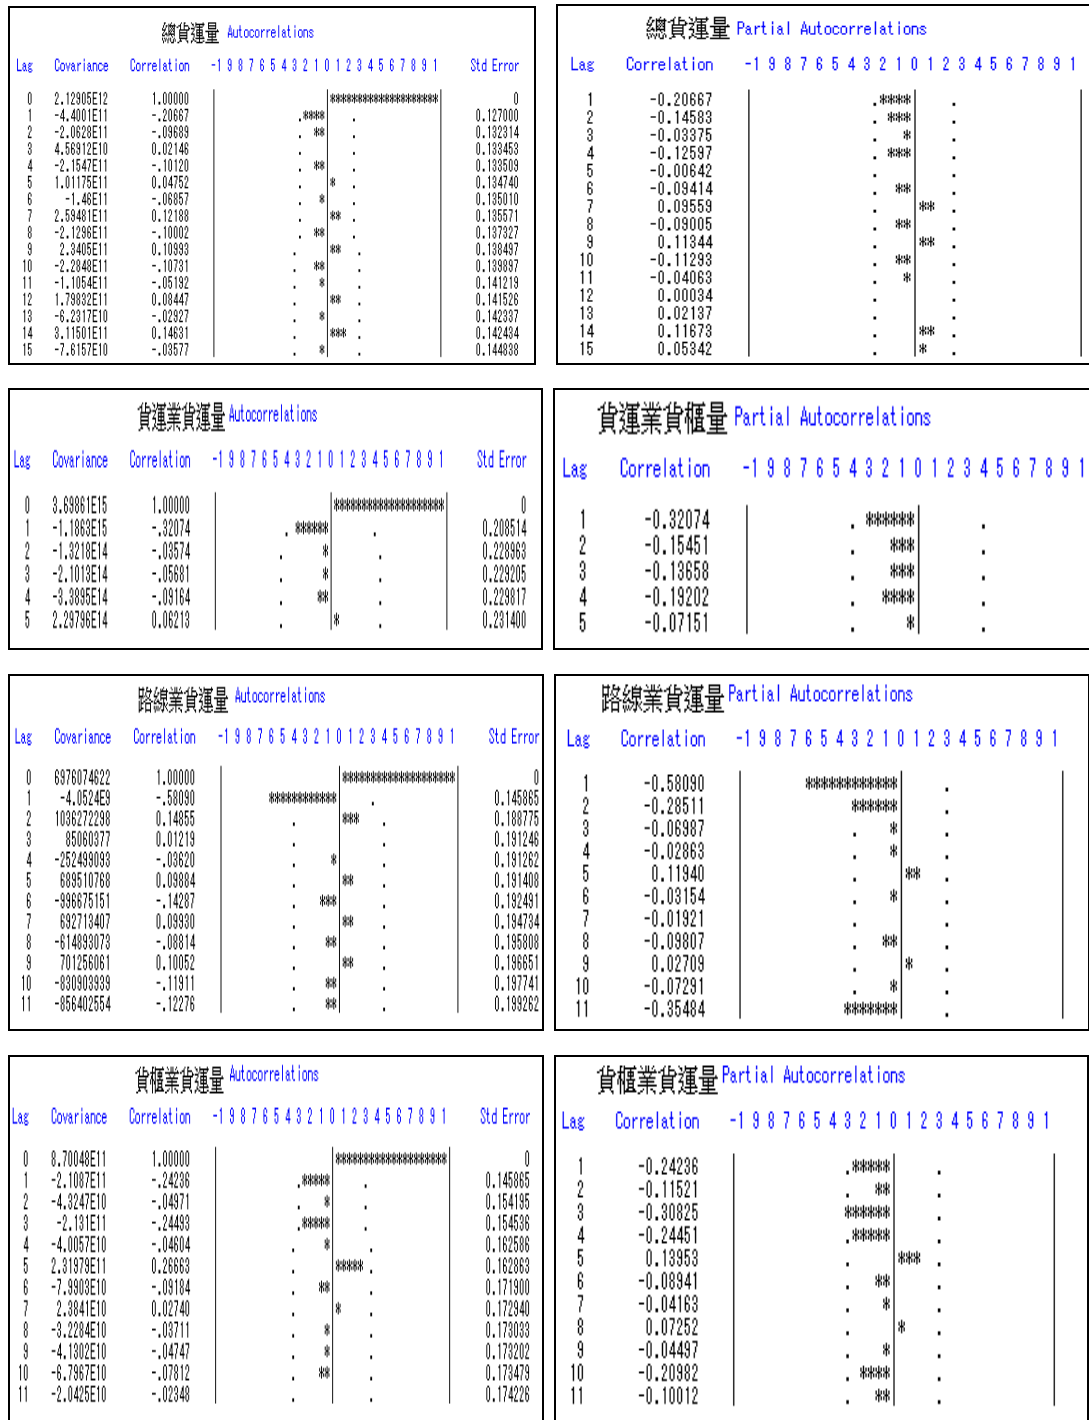 總貨運量 Autocorrelations
Lag Covariance Correlation -1 9 8 7 6 5 4 3 2 1 0 1 2 3 4 5 6 7 8 9 1 Std Error
0 2.12905E12 1.00000 |********************| 0
1 -4.4001E11 -.20667 .****| . 0.127000
2 -2.0628E11 -.09689 . **| . 0.132314
3 4.56912E10 0.02146 . | . 0.133453
4 -2.1547E11 -.10120 . **| . 0.133509
5 1.01175E11 0.04752 . |* . 0.134740
6 -1.46E11 -.06857 . *| . 0.135010
7 2.59481E11 0.12188 . |** . 0.135571
8 -2.1296E11 -.10002 . **| . 0.137327
9 2.3405E11 0.10993 . |** . 0.138497
10 -2.2848E11 -.10731 . **| . 0.139897
11 -1.1054E11 -.05192 . *| . 0.141219
12 1.79832E11 0.08447 . |** . 0.141526
13 -6.2317E10 -.02927 . *| . 0.142337
14 3.11501E11 0.14631 . |*** . 0.142434
15 -7.6157E10 -.03577 . *| . 0.144838
總貨運量 Partial Autocorrelations
Lag Correlation -1 9 8 7 6 5 4 3 2 1 0 1 2 3 4 5 6 7 8 9 1
1 -0.20667 .****| .
2 -0.14583 . ***| .
3 -0.03375 . *| .
4 -0.12597 . ***| .
5 -0.00642 . | .
6 -0.09414 . **| .
7 0.09559 . |** .
8 -0.09005 . **| .
9 0.11344 . |** .
10 -0.11293 . **| .
11 -0.04063 . *| .
12 0.00034 . | .
13 0.02137 . | .
14 0.11673 . |** .
15 0.05342 . |* .
貨運業貨運量 Autocorrelations
Lag Covariance Correlation -1 9 8 7 6 5 4 3 2 1 0 1 2 3 4 5 6 7 8 9 1 Std Error
0 3.69861E15 1.00000 |********************| 0
1 -1.1863E15 -.32074 . ******| . 0.208514
2 -1.3218E14 -.03574 . *| . 0.228963
3 -2.1013E14 -.05681 . *| . 0.229205
4 -3.3895E14 -.09164 . **| . 0.229817
5 2.29796E14 0.06213 . |* . 0.231400
貨運業貨櫃量 Partial Autocorrelations
Lag Correlation -1 9 8 7 6 5 4 3 2 1 0 1 2 3 4 5 6 7 8 9 1
1 -0.32074 . ******| .
2 -0.15451 . ***| .
3 -0.13658 . ***| .
4 -0.19202 . ****| .
5 -0.07151 . *| .
路線業貨運量 Autocorrelations
Lag Covariance Correlation -1 9 8 7 6 5 4 3 2 1 0 1 2 3 4 5 6 7 8 9 1 Std Error
0 6976074622 1.00000 |********************| 0
1 -4.0524E9 -.58090 ************| . 0.145865
2 1036272298 0.14855 . |*** . 0.188775
3 85060377 0.01219 . | . 0.191246
4 -252499093 -.03620 . *| . 0.191262
5 689510768 0.09884 . |** . 0.191408
6 -996675151 -.14287 . ***| . 0.192491
7 692713407 0.09930 . |** . 0.194734
8 -614893073 -.08814 . **| . 0.195808
9 701256061 0.10052 . |** . 0.196651
10 -830903939 -.11911 . **| . 0.197741
11 -856402554 -.12276 . **| . 0.199262
路線業貨運量 Partial Autocorrelations
Lag Correlation -1 9 8 7 6 5 4 3 2 1 0 1 2 3 4 5 6 7 8 9 1
1 -0.58090 ************| .
2 -0.28511 ******| .
3 -0.06987 . *| .
4 -0.02863 . *| .
5 0.11940 . |** .
6 -0.03154 . *| .
7 -0.01921 . | .
8 -0.09807 . **| .
9 0.02709 . |* .
10 -0.07291 . *| .
11 -0.35484 *******| .
貨櫃業貨運量 Autocorrelations
Lag Covariance Correlation -1 9 8 7 6 5 4 3 2 1 0 1 2 3 4 5 6 7 8 9 1 Std Error
0 8.70048E11 1.00000 |********************| 0
1 -2.1087E11 -.24236 .*****| . 0.145865
2 -4.3247E10 -.04971 . *| . 0.154195
3 -2.131E11 -.24493 .*****| . 0.154536
4 -4.0057E10 -.04604 . *| . 0.162586
5 2.31979E11 0.26663 . |***** . 0.162863
6 -7.9903E10 -.09184 . **| . 0.171900
7 2.3841E10 0.02740 . |* . 0.172940
8 -3.2284E10 -.03711 . *| . 0.173033
9 -4.1302E10 -.04747 . *| . 0.173202
10 -6.7967E10 -.07812 . **| . 0.173479
11 -2.0425E10 -.02348 . | . 0.174226
貨櫃業貨運量 Partial Autocorrelations
Lag Correlation -1 9 8 7 6 5 4 3 2 1 0 1 2 3 4 5 6 7 8 9 1
1 -0.24236 .*****| .
2 -0.11521 . **| .
3 -0.30825 ******| .
4 -0.24451 .*****| .
5 0.13953 . |*** .
6 -0.08941 . **| .
7 -0.04163 . *| .
8 0.07252 . |* .
9 -0.04497 . *| .
10 -0.20982 . ****| .
11 -0.10012 . **| .